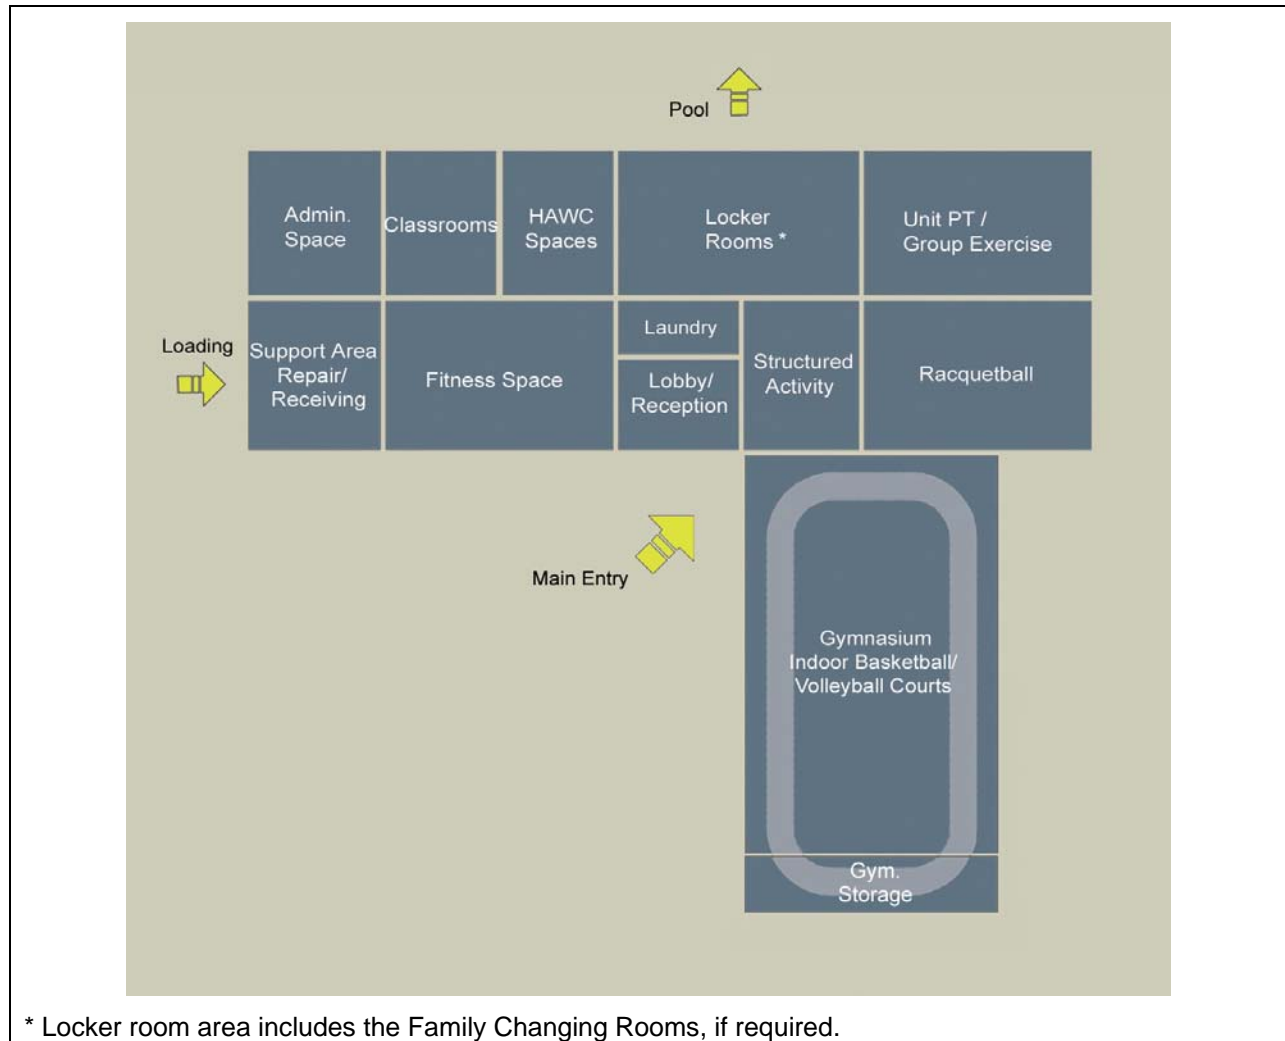 Pool
Admin.
Space
Classrooms
HAWC
Spaces
Locker
Rooms *
Unit PT /
Group Exercise
Loading
Support Area
Repair/
Receiving
Fitness Space
Laundry
Lobby/
Reception
Structured
Activity
Racquetball
Main Entry
Gymnasium
Indoor Basketball/
Volleyball Courts
Gym.
Storage
* Locker room area includes the Family Changing Rooms, if required.